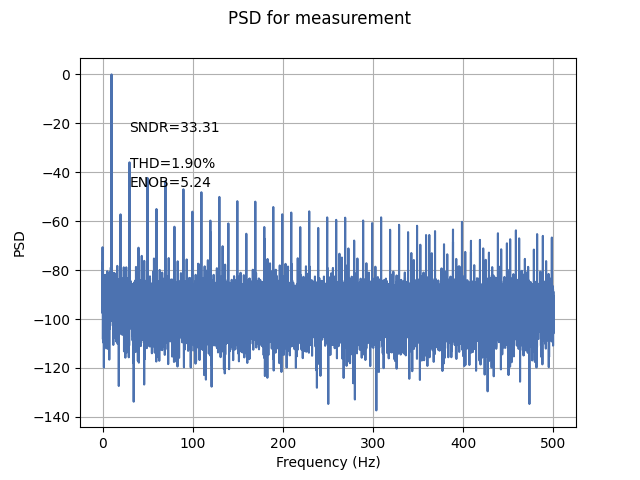 PSD for measurement
0
−20
−40
−60
−80
−100
−120
−140
PSD
SNDR=33.31
THD=1.90%
ENOB=5.24
0 100 200 300 400 500
Frequency (Hz)